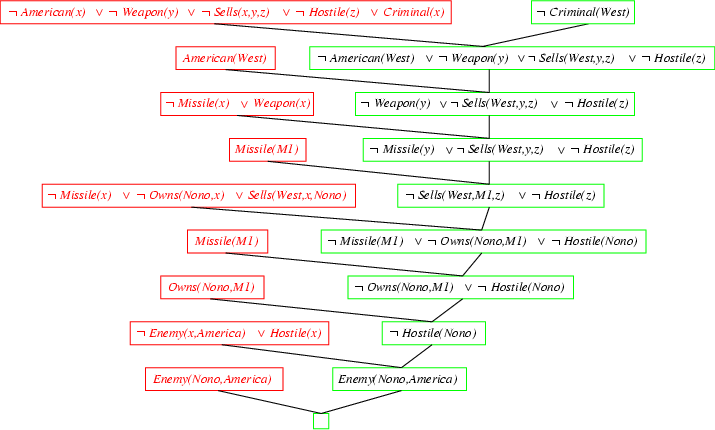 ¬ American(x) ∨ ¬ Weapon(y) ∨ ¬ Sells(x,y,z) ∨ ¬ Hostile(z) ∨ Criminal(x) ¬ Criminal(West)
American(West) ¬ American(West) ∨ ¬ Weapon(y) ∨ ¬ Sells(West,y,z) ∨ ¬ Hostile(z)
¬ Missile(x) ∨ Weapon(x) ¬ Weapon(y) ∨ ¬ Sells(West,y,z) ∨ ¬ Hostile(z)
Missile(M1) ¬ Missile(y) ∨ ¬ Sells(West,y,z) ∨ ¬ Hostile(z)
¬ Missile(x) ∨ ¬ Owns(Nono,x) ∨ Sells(West,x,Nono) ¬ Sells(West,M1,z) ∨ ¬ Hostile(z)
Missile(M1) ¬ Missile(M1) ∨ ¬ Owns(Nono,M1) ∨ ¬ Hostile(Nono)
Owns(Nono,M1) ¬ Owns(Nono,M1) ∨ ¬ Hostile(Nono)
¬ Enemy(x,America) ∨ Hostile(x) ¬ Hostile(Nono)
Enemy(Nono,America) Enemy(Nono,America)